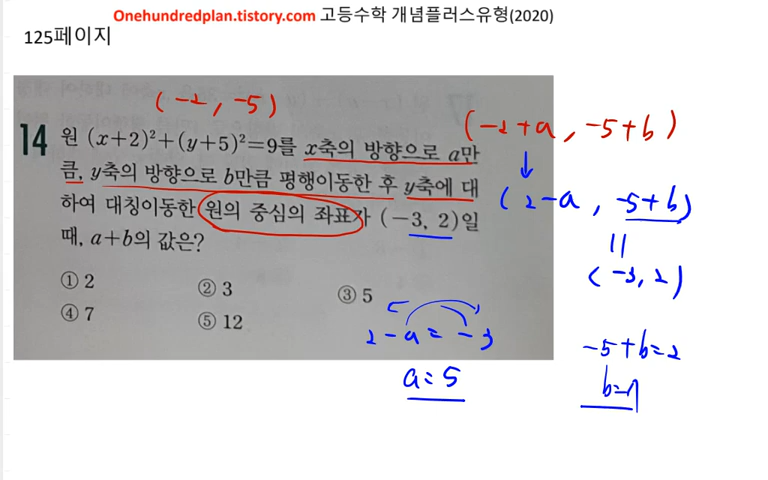 Onehundredplan.tistory.com 고등수학 개념플러스유형(2020)
125페이지
(-2, -5)
14 원 (x+2)²+(y+5)²=9를 x축의 방향으로 a만
큼, y축의 방향으로 b만큼 평행이동한 후 y축에 대
하여 대칭이동한 원의 중심의 좌표가 (-3, 2)일
때, a+b의 값은?
① 2 ② 3 ③ 5
④ 7 ⑤ 12
(-2+a, -5+b)
↓
(2-a, -5+b)
||
(-3, 2)
2-a=-3
a=5
-5+b=2
b=7